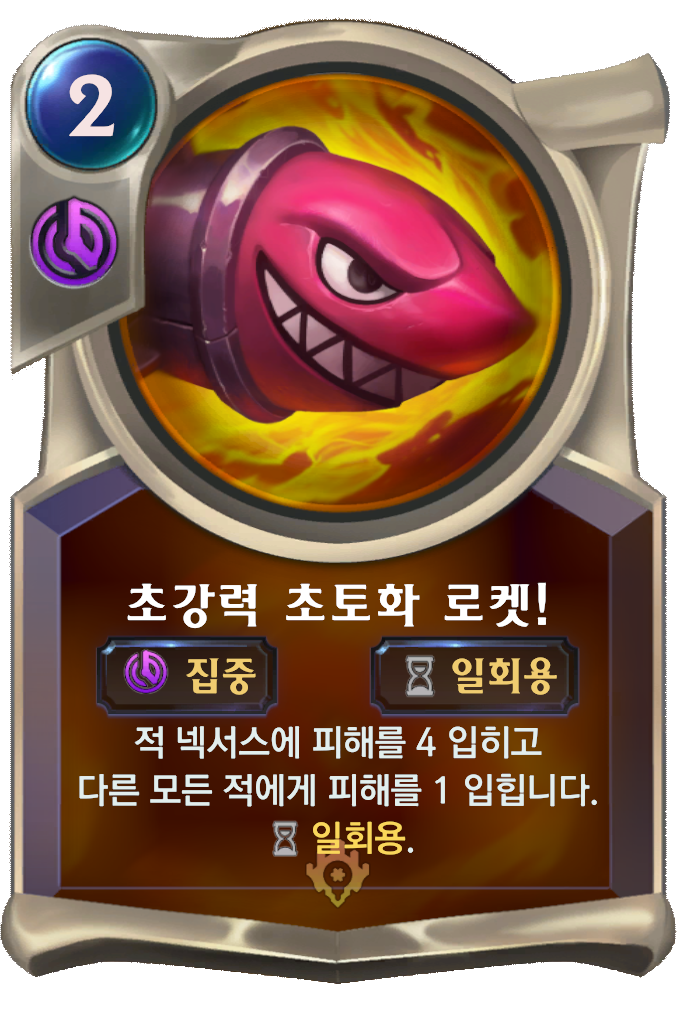 2
초강력 초토화 로켓!
집중 일회용
적 넥서스에 피해를 4 입히고
다른 모든 적에게 피해를 1 입힙니다.
일회용.